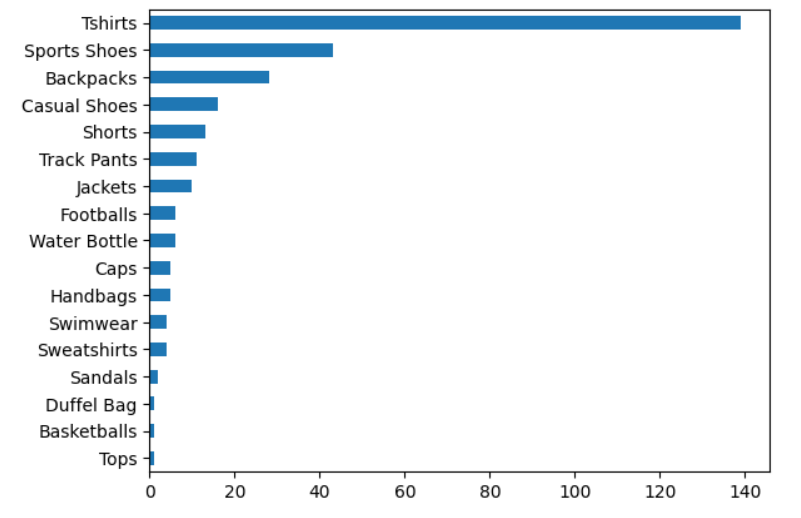 Tshirts
Sports Shoes
Backpacks
Casual Shoes
Shorts
Track Pants
Jackets
Footballs
Water Bottle
Caps
Handbags
Swimwear
Sweatshirts
Sandals
Duffel Bag
Basketballs
Tops
0 20 40 60 80 100 120 140